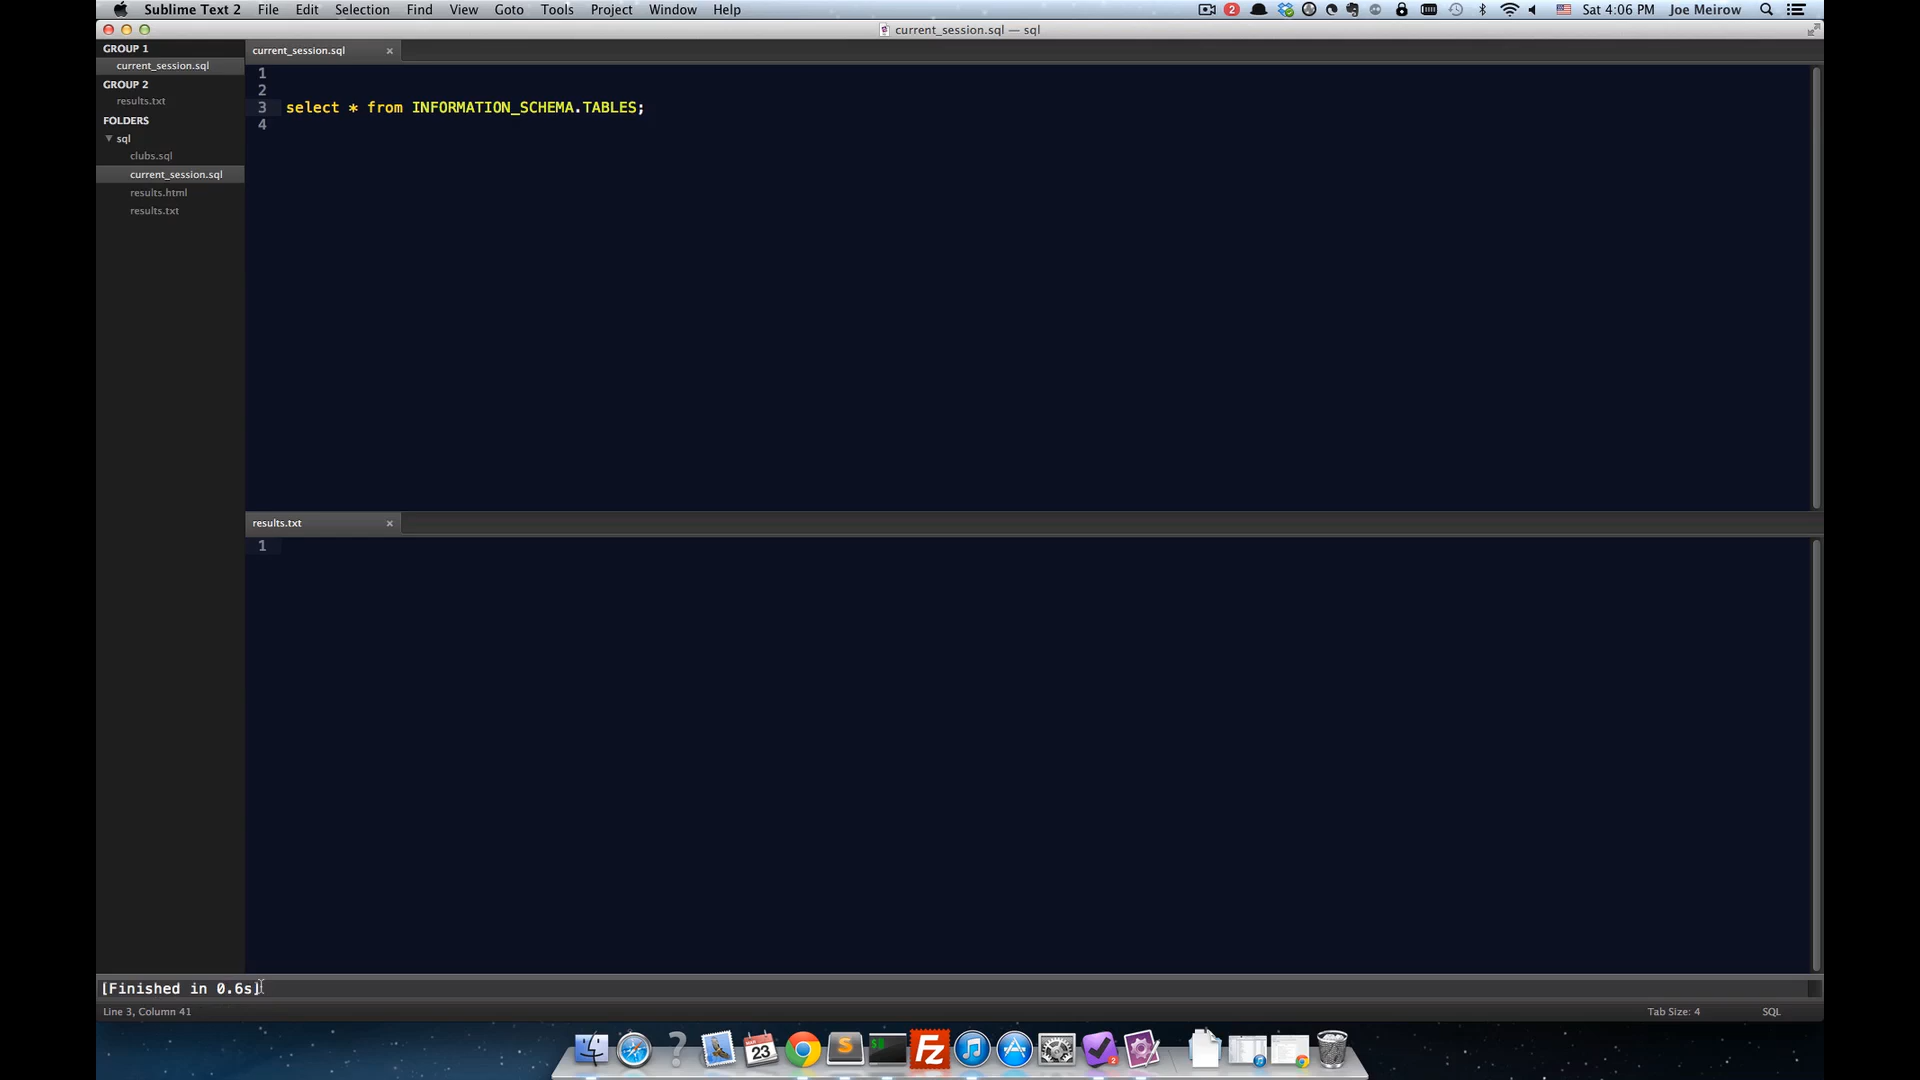 Sublime Text 2 File Edit Selection Find View Goto Tools Project Window Help
2 Sat 4:06 PM Joe Meirow
current_session.sql — sql
GROUP 1
current_session.sql
GROUP 2
results.txt
FOLDERS
sql
clubs.sql
current_session.sql
results.html
results.txt
current_session.sql ×
1
2
3 select * from INFORMATION_SCHEMA.TABLES;
4
results.txt ×
1
[Finished in 0.6s]
Line 3, Column 41
Tab Size: 4 SQL
? 23 S $ Fz 2